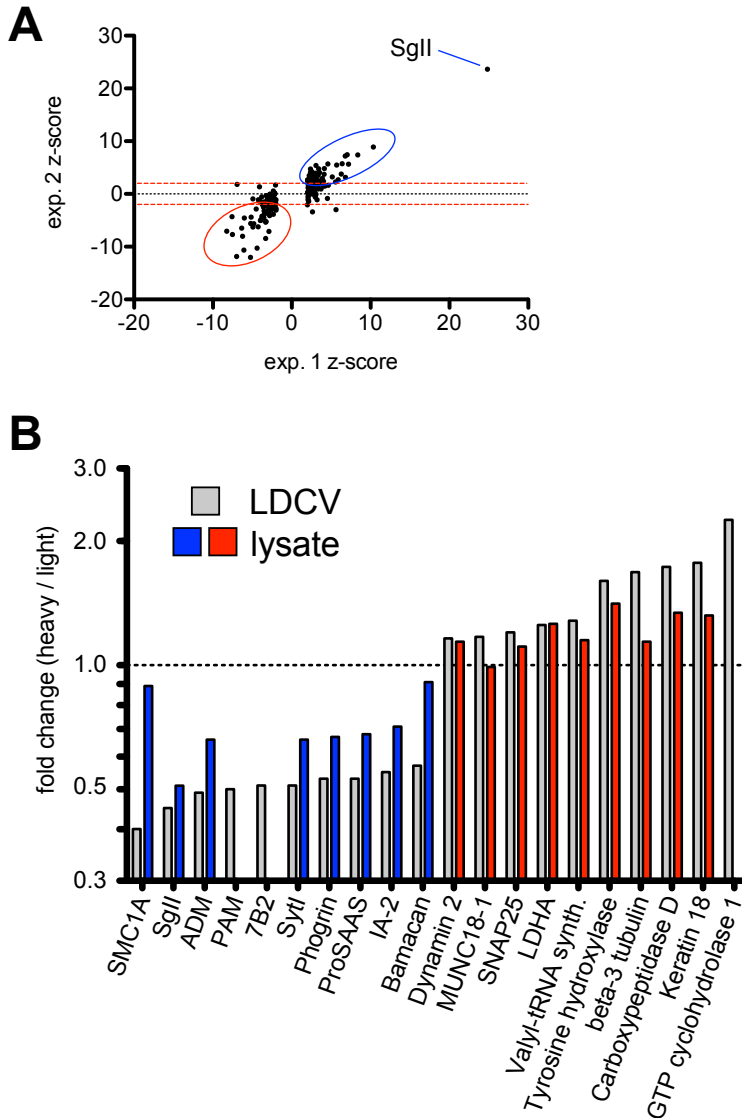 A
SgII
30
20
10
0
-10
-20
-20
-10
0
10
20
30
exp. 2 z-score
exp. 1 z-score
B
3.0
2.0
1.0
0.5
0.3
fold change (heavy / light)
LDCV
lysate
SMC1A
SgII
ADM
PAM
7B2
SytI
Phogrin
ProSAAS
IA-2
Bamacan
Dynamin 2
MUNC18-1
SNAP25
LDHA
Valyl-tRNA synth.
Tyrosine hydroxylase
beta-3 tubulin
Carboxypeptidase D
Keratin 18
GTP cyclohydrolase 1